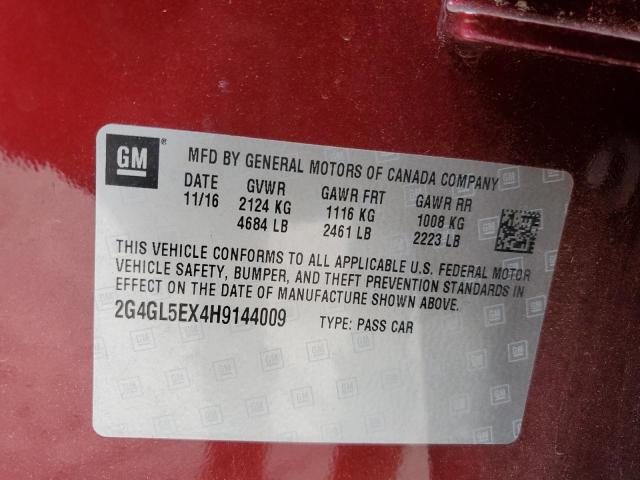 GM ® MFD BY GENERAL MOTORS OF CANADA COMPANY
DATE GVWR GAWR FRT GAWR RR
11/16 2124 KG 1116 KG 1008 KG
4684 LB 2461 LB 2223 LB
THIS VEHICLE CONFORMS TO ALL APPLICABLE U.S. FEDERAL MOTOR
VEHICLE SAFETY, BUMPER, AND THEFT PREVENTION STANDARDS IN
EFFECT ON THE DATE OF MANUFACTURE SHOWN ABOVE.
2G4GL5EX4H9144009 TYPE: PASS CAR